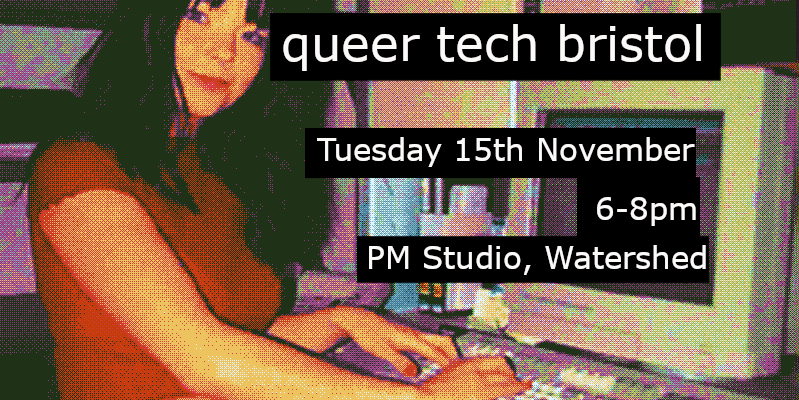 queer tech bristol
Tuesday 15th November
6-8pm
PM Studio, Watershed